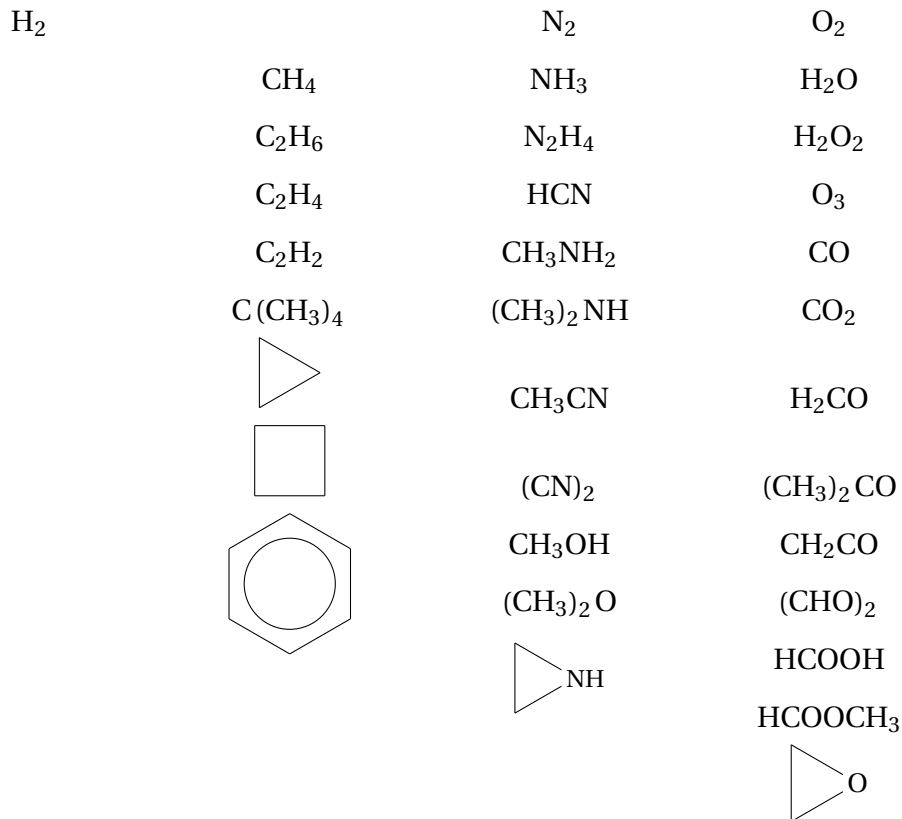 H₂ N₂ O₂
CH₄ NH₃ H₂O
C₂H₆ N₂H₄ H₂O₂
C₂H₄ HCN O₃
C₂H₂ CH₃NH₂ CO
C(CH₃)₄ (CH₃)₂NH CO₂
CH₃CN H₂CO
(CN)₂ (CH₃)₂CO
CH₃OH CH₂CO
(CH₃)₂O (CHO)₂
HCOOH
NH
HCOOCH₃
O